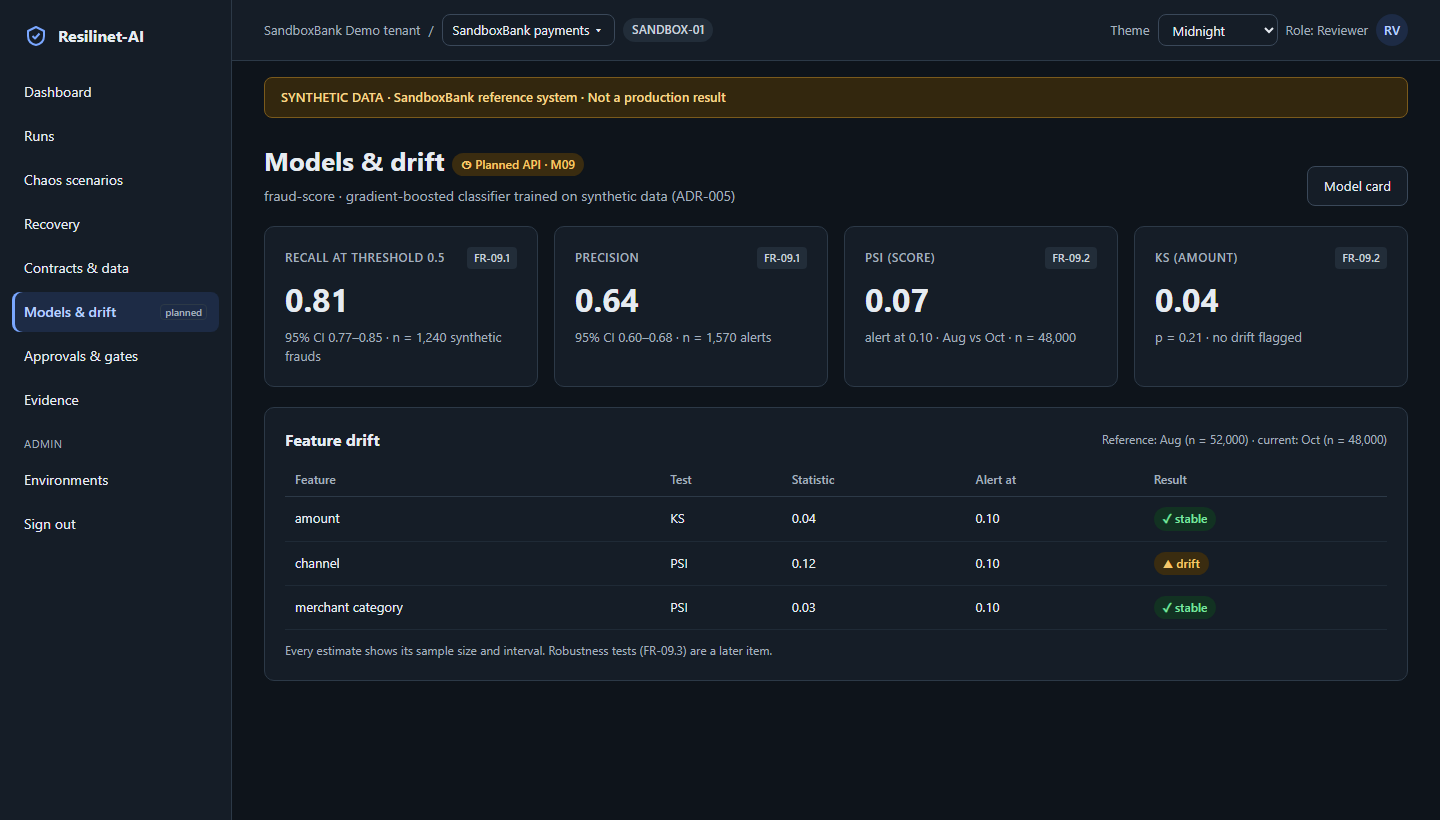 Resilinet-AI
SandboxBank Demo tenant / SandboxBank payments ▾ SANDBOX-01
Theme Midnight Role: Reviewer RV
Dashboard
Runs
Chaos scenarios
Recovery
Contracts & data
Models & drift planned
Approvals & gates
Evidence
ADMIN
Environments
Sign out
SYNTHETIC DATA · SandboxBank reference system · Not a production result
Models & drift ◔ Planned API · M09
fraud-score · gradient-boosted classifier trained on synthetic data (ADR-005)
Model card
RECALL AT THRESHOLD 0.5 FR-09.1
0.81
95% CI 0.77–0.85 · n = 1,240 synthetic
frauds
PRECISION FR-09.1
0.64
95% CI 0.60–0.68 · n = 1,570 alerts
PSI (SCORE) FR-09.2
0.07
alert at 0.10 · Aug vs Oct · n = 48,000
KS (AMOUNT) FR-09.2
0.04
p = 0.21 · no drift flagged
Feature drift
Reference: Aug (n = 52,000) · current: Oct (n = 48,000)
Feature Test Statistic Alert at Result
amount KS 0.04 0.10 ✓ stable
channel PSI 0.12 0.10 ▲ drift
merchant category PSI 0.03 0.10 ✓ stable
Every estimate shows its sample size and interval. Robustness tests (FR-09.3) are a later item.